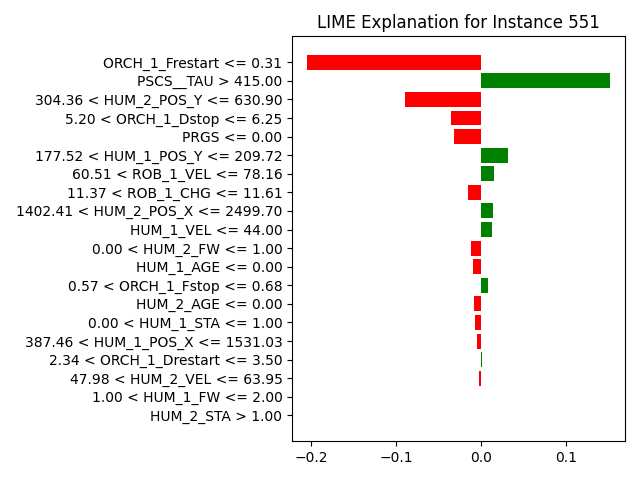 LIME Explanation for Instance 551
ORCH_1_Frestart <= 0.31
PSCS__TAU > 415.00
304.36 < HUM_2_POS_Y <= 630.90
5.20 < ORCH_1_Dstop <= 6.25
PRGS <= 0.00
177.52 < HUM_1_POS_Y <= 209.72
60.51 < ROB_1_VEL <= 78.16
11.37 < ROB_1_CHG <= 11.61
1402.41 < HUM_2_POS_X <= 2499.70
HUM_1_VEL <= 44.00
0.00 < HUM_2_FW <= 1.00
HUM_1_AGE <= 0.00
0.57 < ORCH_1_Fstop <= 0.68
HUM_2_AGE <= 0.00
0.00 < HUM_1_STA <= 1.00
387.46 < HUM_1_POS_X <= 1531.03
2.34 < ORCH_1_Drestart <= 3.50
47.98 < HUM_2_VEL <= 63.95
1.00 < HUM_1_FW <= 2.00
HUM_2_STA > 1.00
−0.2 −0.1 0.0 0.1